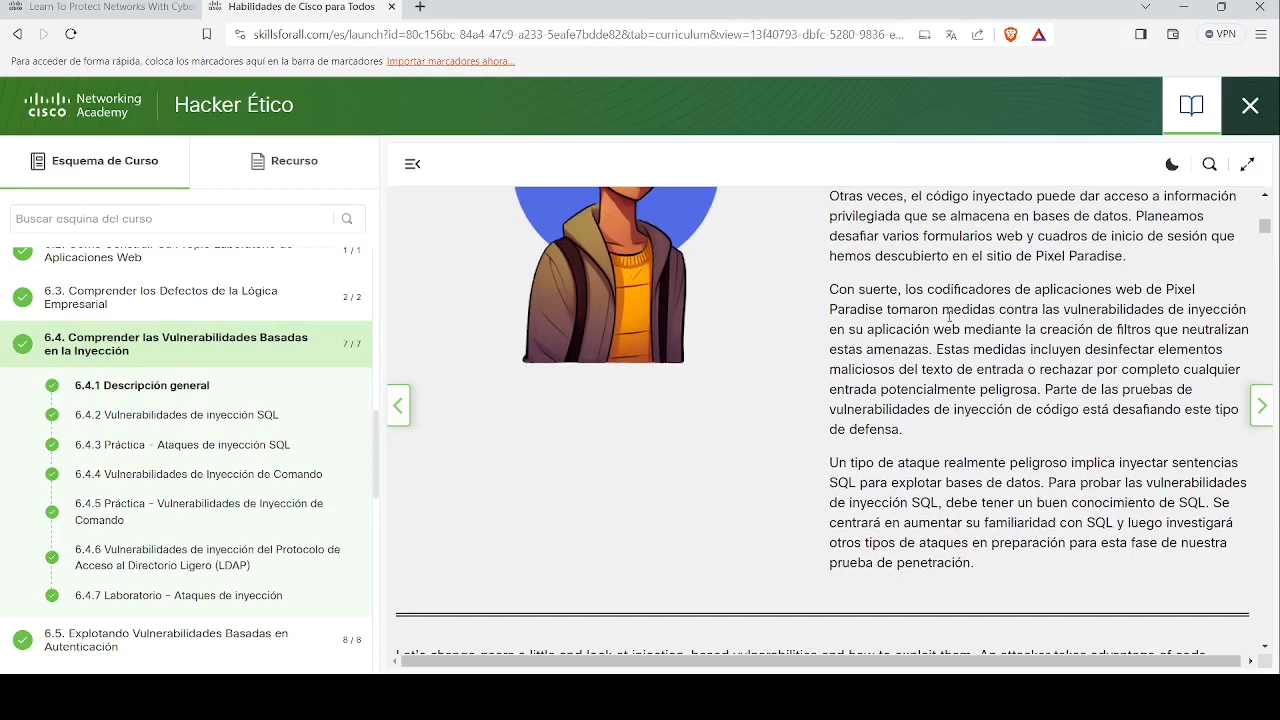 Learn To Protect Networks With Cybe
Habilidades de Cisco para Todos
skillsforall.com/es/launch?id=80c156bc-84a4-47c9-a233-5eafe7bdde82&tab=curriculum&view=13f40793-dbfc-5280-9836-e...
VPN
Para acceder de forma rápida, coloca los marcadores aquí en la barra de marcadores Importar marcadores ahora...
CISCO
Networking
Academy
Hacker Ético
Esquema de Curso
Recurso
Buscar esquina del curso
Aplicaciones Web
1 / 1
6.3. Comprender los Defectos de la Lógica
Empresarial
2 / 2
6.4. Comprender las Vulnerabilidades Basadas
en la Inyección
7 / 7
6.4.1 Descripción general
6.4.2 Vulnerabilidades de inyección SQL
6.4.3 Práctica - Ataques de inyección SQL
6.4.4 Vulnerabilidades de Inyección de Comando
6.4.5 Práctica - Vulnerabilidades de Inyección de
Comando
6.4.6 Vulnerabilidades de inyección del Protocolo de
Acceso al Directorio Ligero (LDAP)
6.4.7 Laboratorio - Ataques de inyección
6.5. Explotando Vulnerabilidades Basadas en
Autenticación
8 / 8
Otras veces, el código inyectado puede dar acceso a información
privilegiada que se almacena en bases de datos. Planeamos
desafiar varios formularios web y cuadros de inicio de sesión que
hemos descubierto en el sitio de Pixel Paradise.
Con suerte, los codificadores de aplicaciones web de Pixel
Paradise tomaron medidas contra las vulnerabilidades de inyección
en su aplicación web mediante la creación de filtros que neutralizan
estas amenazas. Estas medidas incluyen desinfectar elementos
maliciosos del texto de entrada o rechazar por completo cualquier
entrada potencialmente peligrosa. Parte de las pruebas de
vulnerabilidades de inyección de código está desafiando este tipo
de defensa.
Un tipo de ataque realmente peligroso implica inyectar sentencias
SQL para explotar bases de datos. Para probar las vulnerabilidades
de inyección SQL, debe tener un buen conocimiento de SQL. Se
centrará en aumentar su familiaridad con SQL y luego investigará
otros tipos de ataques en preparación para esta fase de nuestra
prueba de penetración.